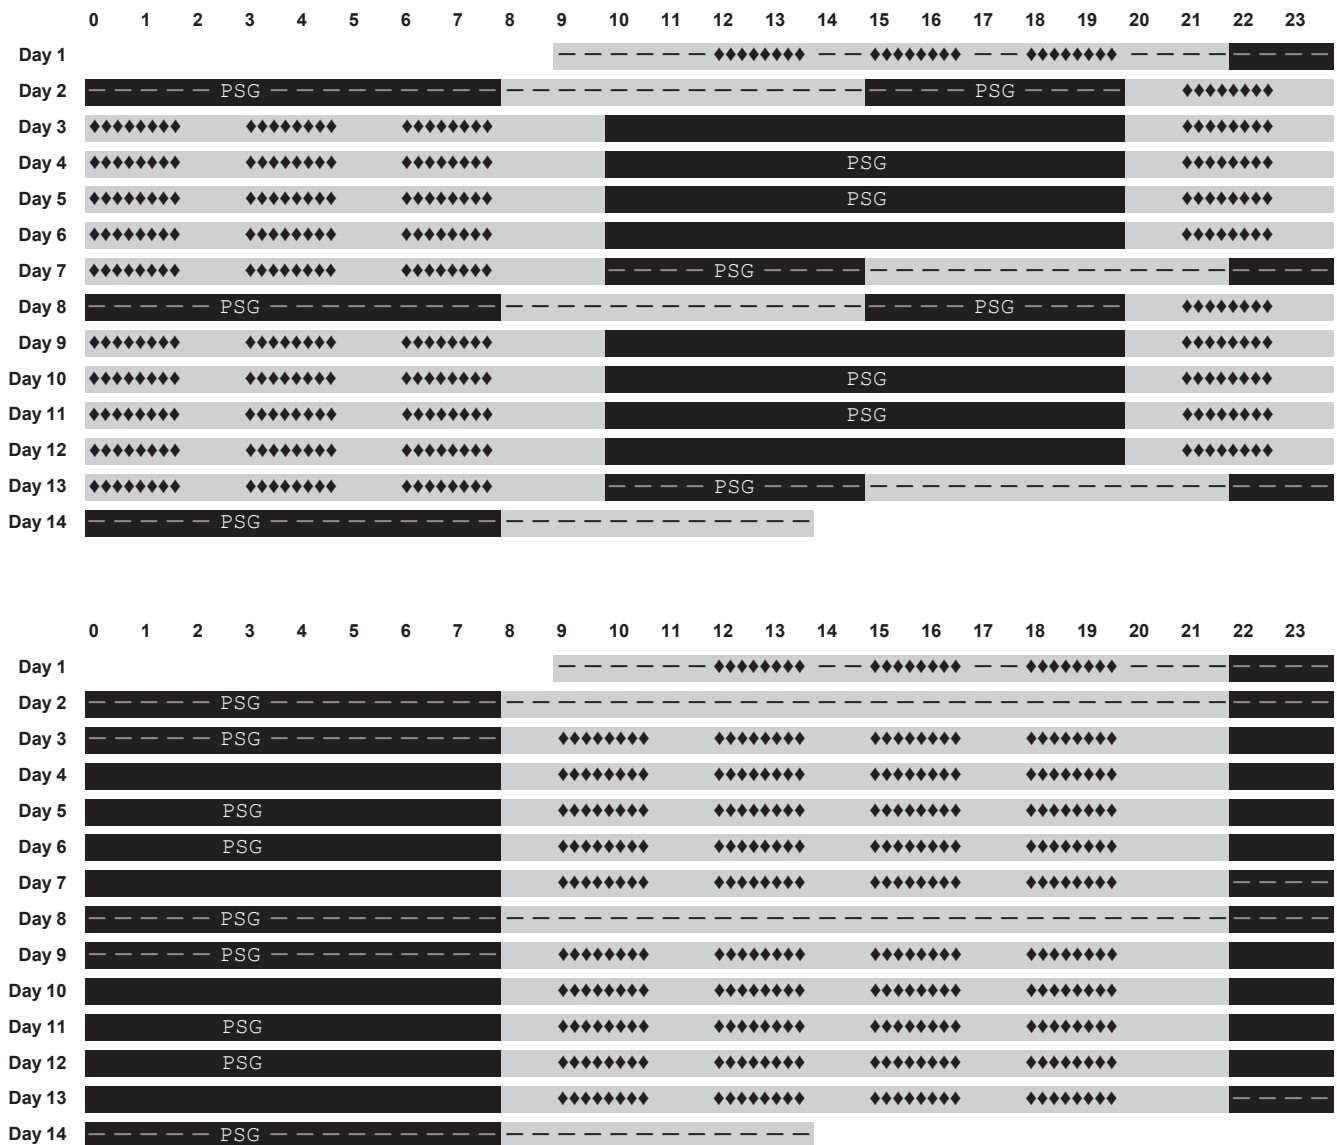 0 1 2 3 4 5 6 7 8 9 10 11 12 13 14 15 16 17 18 19 20 21 22 23
Day 1
Day 2 PSG PSG
Day 3
Day 4 PSG
Day 5 PSG
Day 6
Day 7 PSG
Day 8 PSG PSG
Day 9
Day 10 PSG
Day 11 PSG
Day 12
Day 13 PSG
Day 14 PSG
0 1 2 3 4 5 6 7 8 9 10 11 12 13 14 15 16 17 18 19 20 21 22 23
Day 1
Day 2 PSG
Day 3 PSG
Day 4
Day 5 PSG
Day 6 PSG
Day 7
Day 8 PSG
Day 9 PSG
Day 10
Day 11 PSG
Day 12 PSG
Day 13
Day 14 PSG